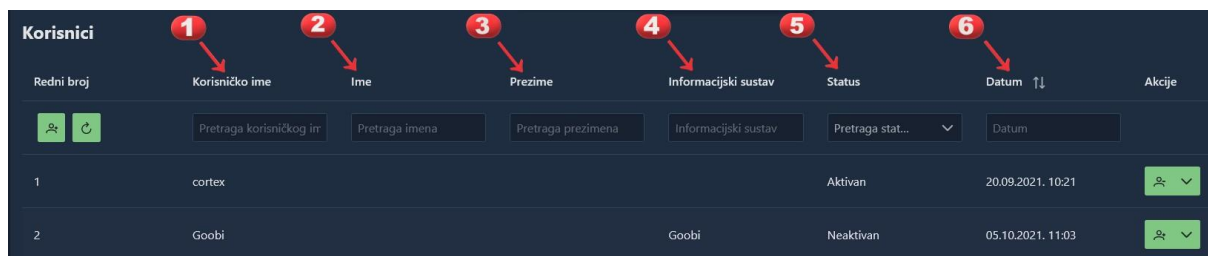 Korisnici
1 2 3 4 5 6
Redni broj Korisničko ime Ime Prezime Informacijski sustav Status Datum Akcije
Pretraga korisničkog im Pretraga imena Pretraga prezimena Informacijski sustav Pretraga stat... Datum
1 cortex Aktivan 20.09.2021. 10:21
2 Goobi Goobi Neaktivan 05.10.2021. 11:03